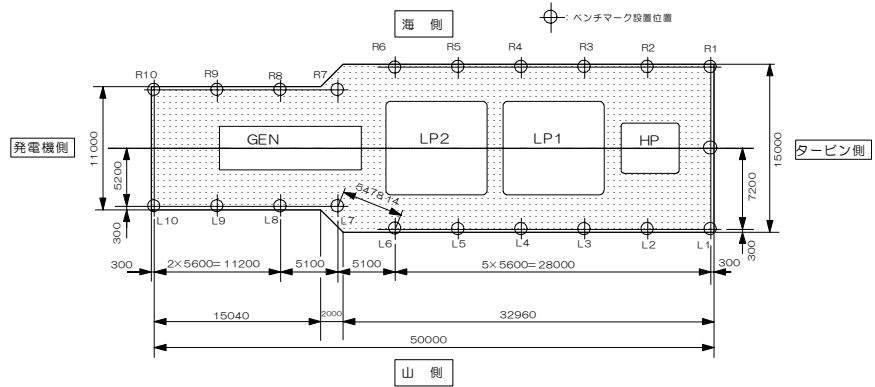 海 側
：ベンチマーク設置位置
R10
R9
R8
R7
R6
R5
R4
R3
R2
R1
発電機側
11000
5200
300
GEN
LP2
LP1
HP
タービン側
15000
7200
300
5478.14
L10
L9
L8
L7
L6
L5
L4
L3
L2
L1
300
2×5600=11200
5100
5100
5×5600=28000
300
15040
2000
32960
50000
山 側